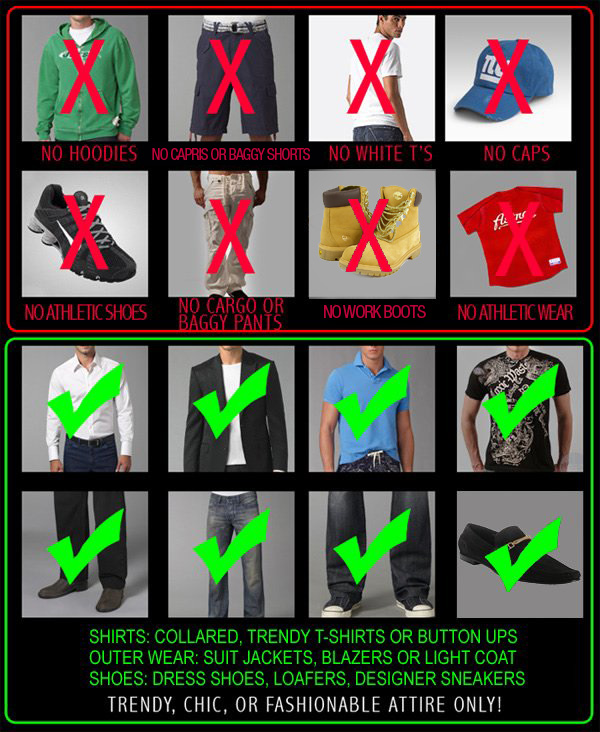 NO HOODIES
NO CAPRIS OR BAGGY SHORTS
NO WHITE T'S
NO CAPS
NO ATHLETIC SHOES
NO CARGO OR
BAGGY PANTS
NO WORK BOOTS
NO ATHLETIC WEAR
SHIRTS: COLLARED, TRENDY T-SHIRTS OR BUTTON UPS
OUTER WEAR: SUIT JACKETS, BLAZERS OR LIGHT COAT
SHOES: DRESS SHOES, LOAFERS, DESIGNER SNEAKERS
TRENDY, CHIC, OR FASHIONABLE ATTIRE ONLY!